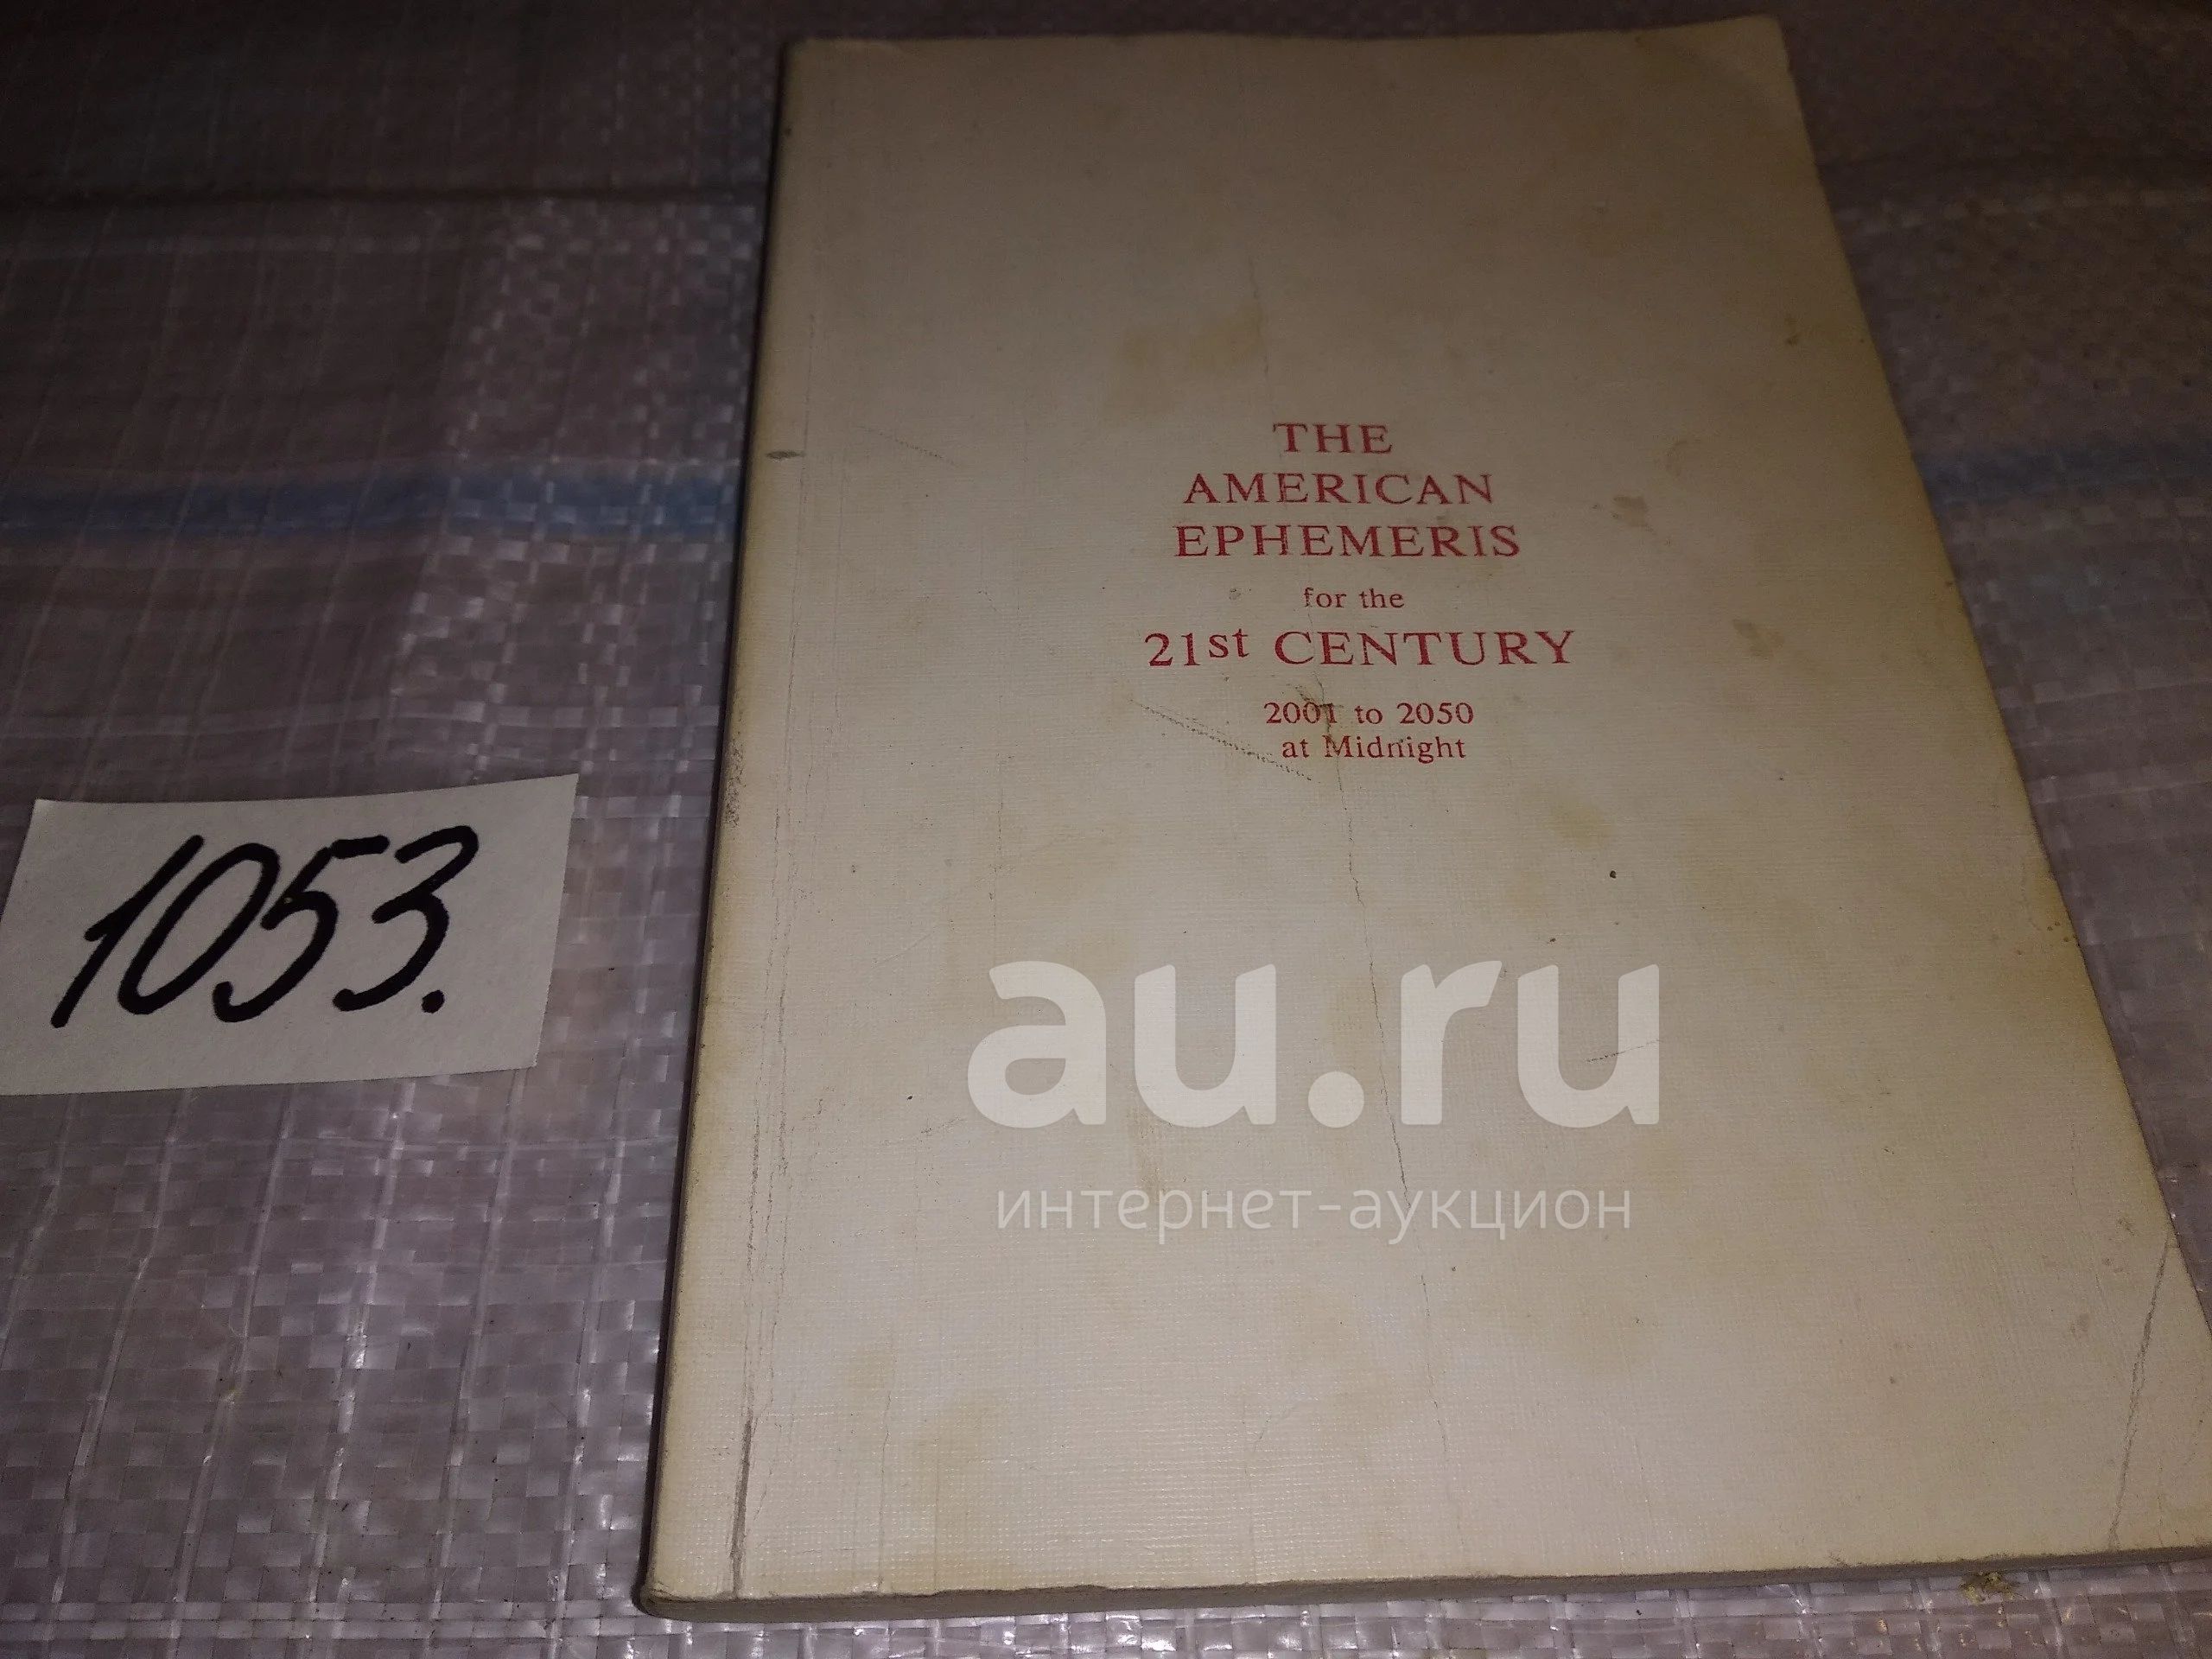 THE
AMERICAN
EPHEMERIS
for the
21st CENTURY
2001 to 2050
at Midnight
1053.
au.ru
интернет-аукцион